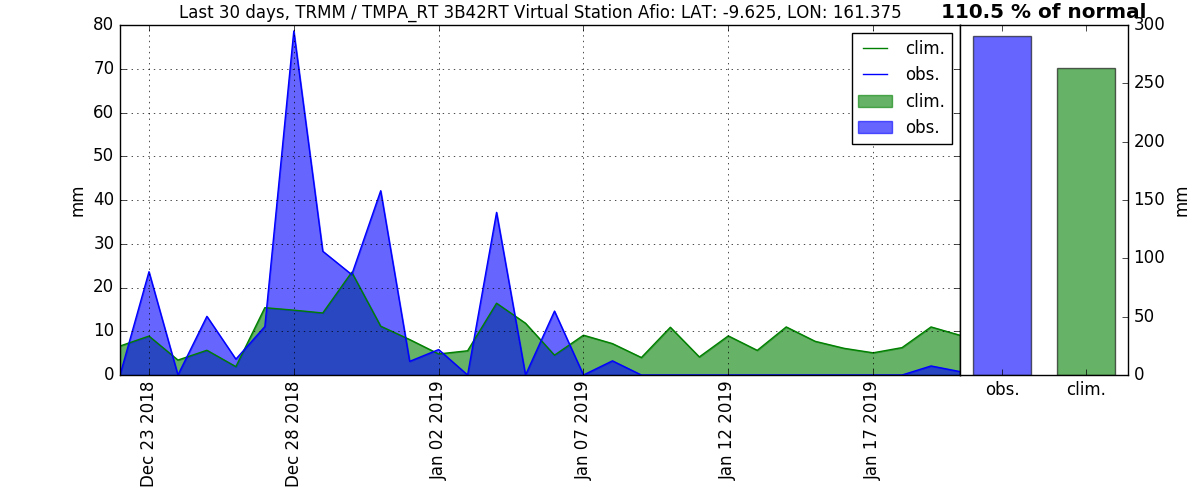 Last 30 days, TRMM / TMPA_RT 3B42RT Virtual Station Afio: LAT: -9.625, LON: 161.375
110.5 % of normal
80
70
60
50
40
30
20
10
0
mm
clim.
obs.
clim.
obs.
Dec 23 2018
Dec 28 2018
Jan 02 2019
Jan 07 2019
Jan 12 2019
Jan 17 2019
300
250
200
150
100
50
0
mm
obs.
clim.